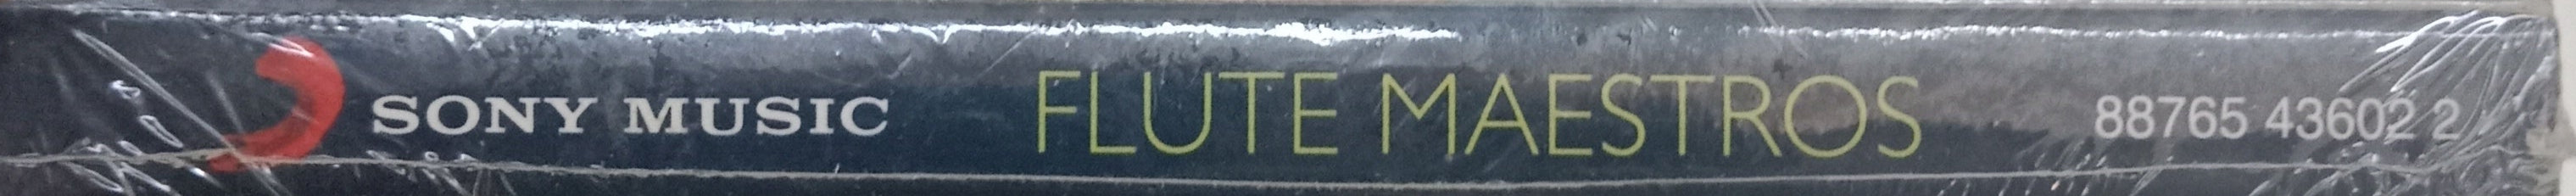 SONY MUSIC FLUTE MAESTROS 88765 43602 2